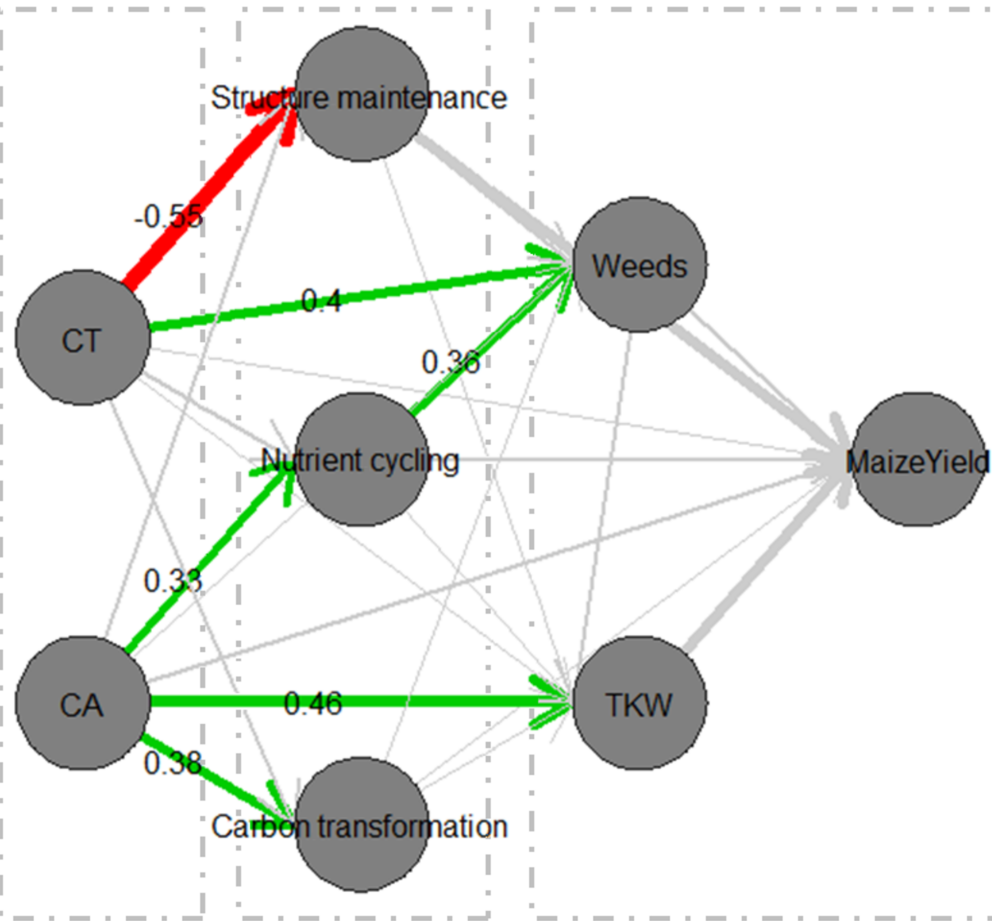 Structure maintenance
-0.55
Weeds
0.4
CT
0.36
Nutrient cycling
MaizeYield
0.33
CA
0.46
TKW
0.38
Carbon transformation